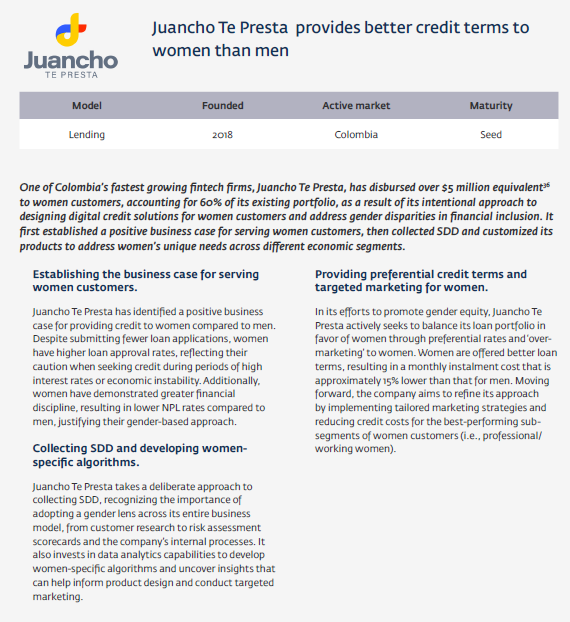 Juancho
TE PRESTA
Juancho Te Presta provides better credit terms to
women than men
Model Founded Active market Maturity
Lending 2018 Colombia Seed
One of Colombia's fastest growing fintech firms, Juancho Te Presta, has disbursed over $5 million equivalent³⁶
to women customers, accounting for 60% of its existing portfolio, as a result of its intentional approach to
designing digital credit solutions for women customers and address gender disparities in financial inclusion. It
first established a positive business case for serving women customers, then collected SDD and customized its
products to address women's unique needs across different economic segments.
Establishing the business case for serving
women customers.
Juancho Te Presta has identified a positive business
case for providing credit to women compared to men.
Despite submitting fewer loan applications, women
have higher loan approval rates, reflecting their
caution when seeking credit during periods of high
interest rates or economic instability. Additionally,
women have demonstrated greater financial
discipline, resulting in lower NPL rates compared to
men, justifying their gender-based approach.
Collecting SDD and developing women-
specific algorithms.
Juancho Te Presta takes a deliberate approach to
collecting SDD, recognizing the importance of
adopting a gender lens across its entire business
model, from customer research to risk assessment
scorecards and the company's internal processes. It
also invests in data analytics capabilities to develop
women-specific algorithms and uncover insights that
can help inform product design and conduct targeted
marketing.
Providing preferential credit terms and
targeted marketing for women.
In its efforts to promote gender equity, Juancho Te
Presta actively seeks to balance its loan portfolio in
favor of women through preferential rates and 'over-
marketing' to women. Women are offered better loan
terms, resulting in a monthly instalment cost that is
approximately 15% lower than that for men. Moving
forward, the company aims to refine its approach
by implementing tailored marketing strategies and
reducing credit costs for the best-performing sub-
segments of women customers (i.e., professional/
working women).